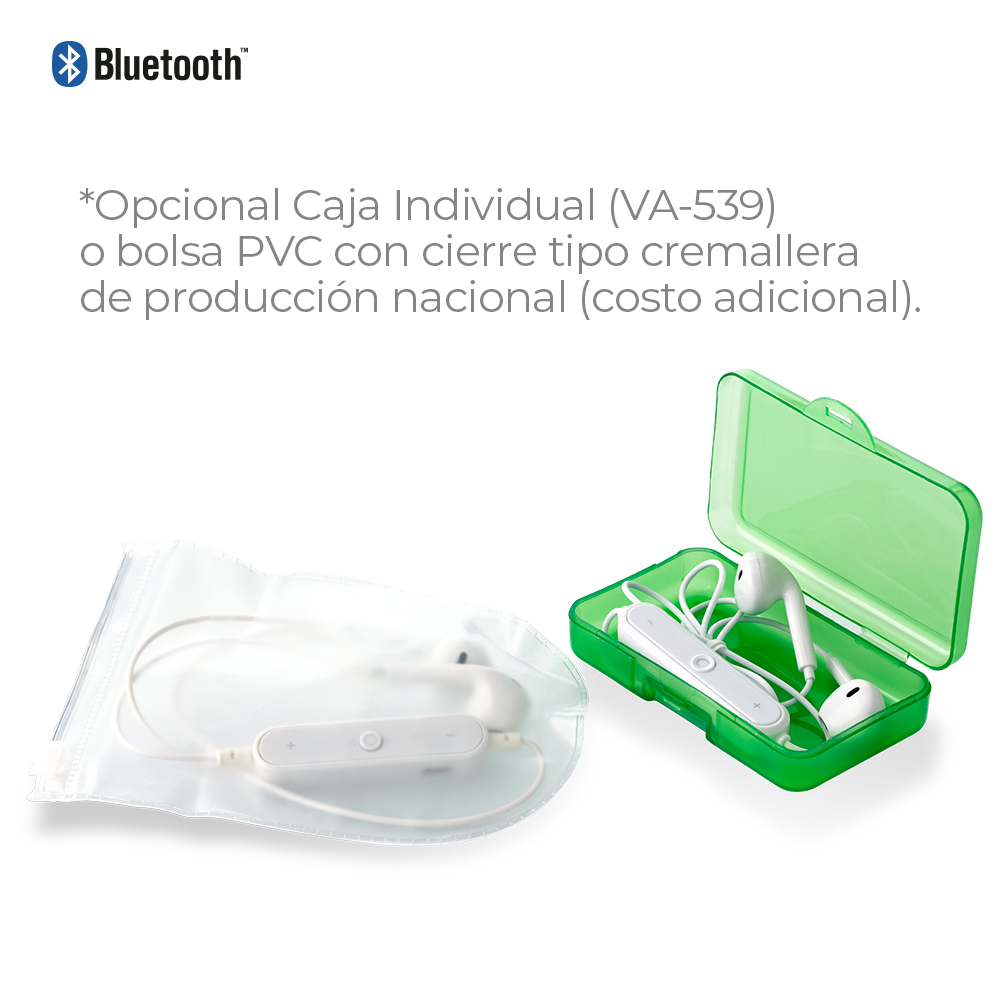 Bluetooth™
*Opcional Caja Individual (VA-539)
o bolsa PVC con cierre tipo cremallera
de producción nacional (costo adicional).